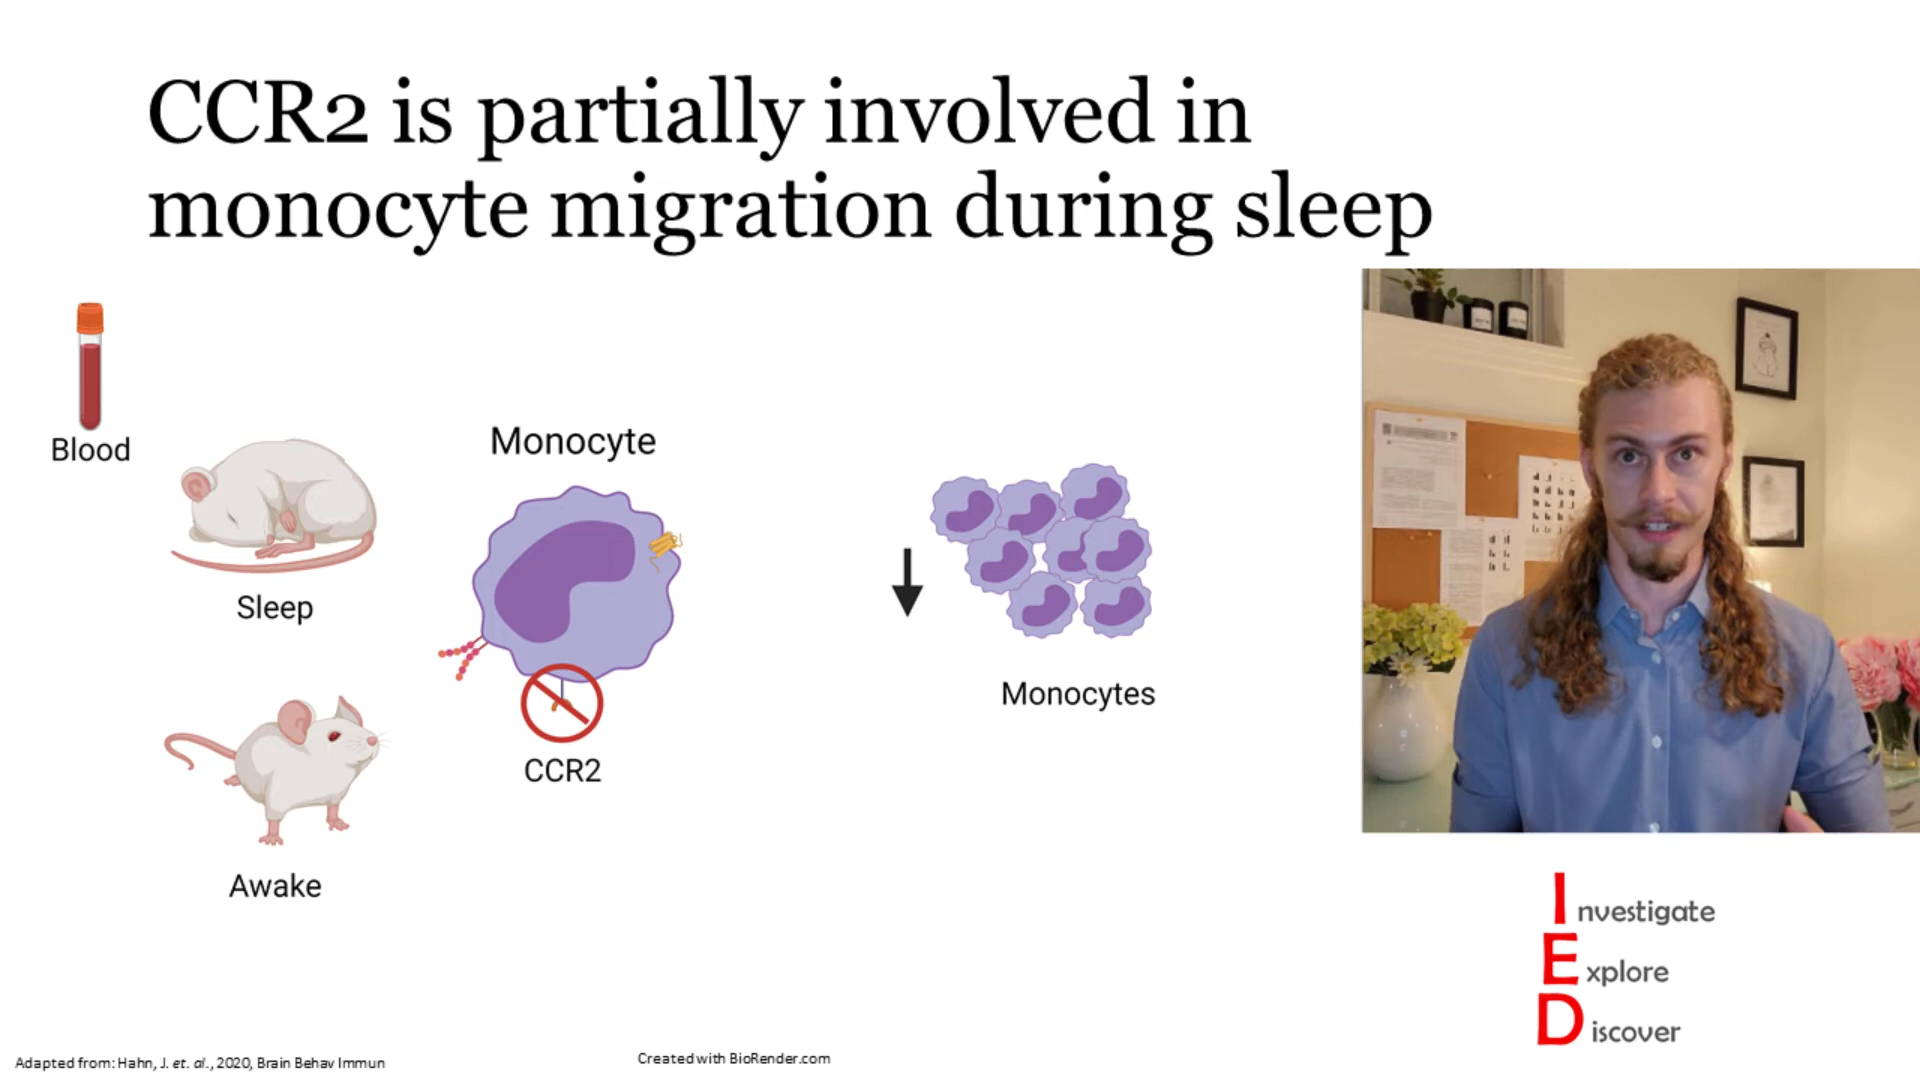 CCR2 is partially involved in
monocyte migration during sleep
Blood
Monocyte
Sleep
Monocytes
CCR2
Awake
Investigate
Explore
Discover
Adapted from: Hahn, J. et. al., 2020, Brain Behav Immun
Created with BioRender.com